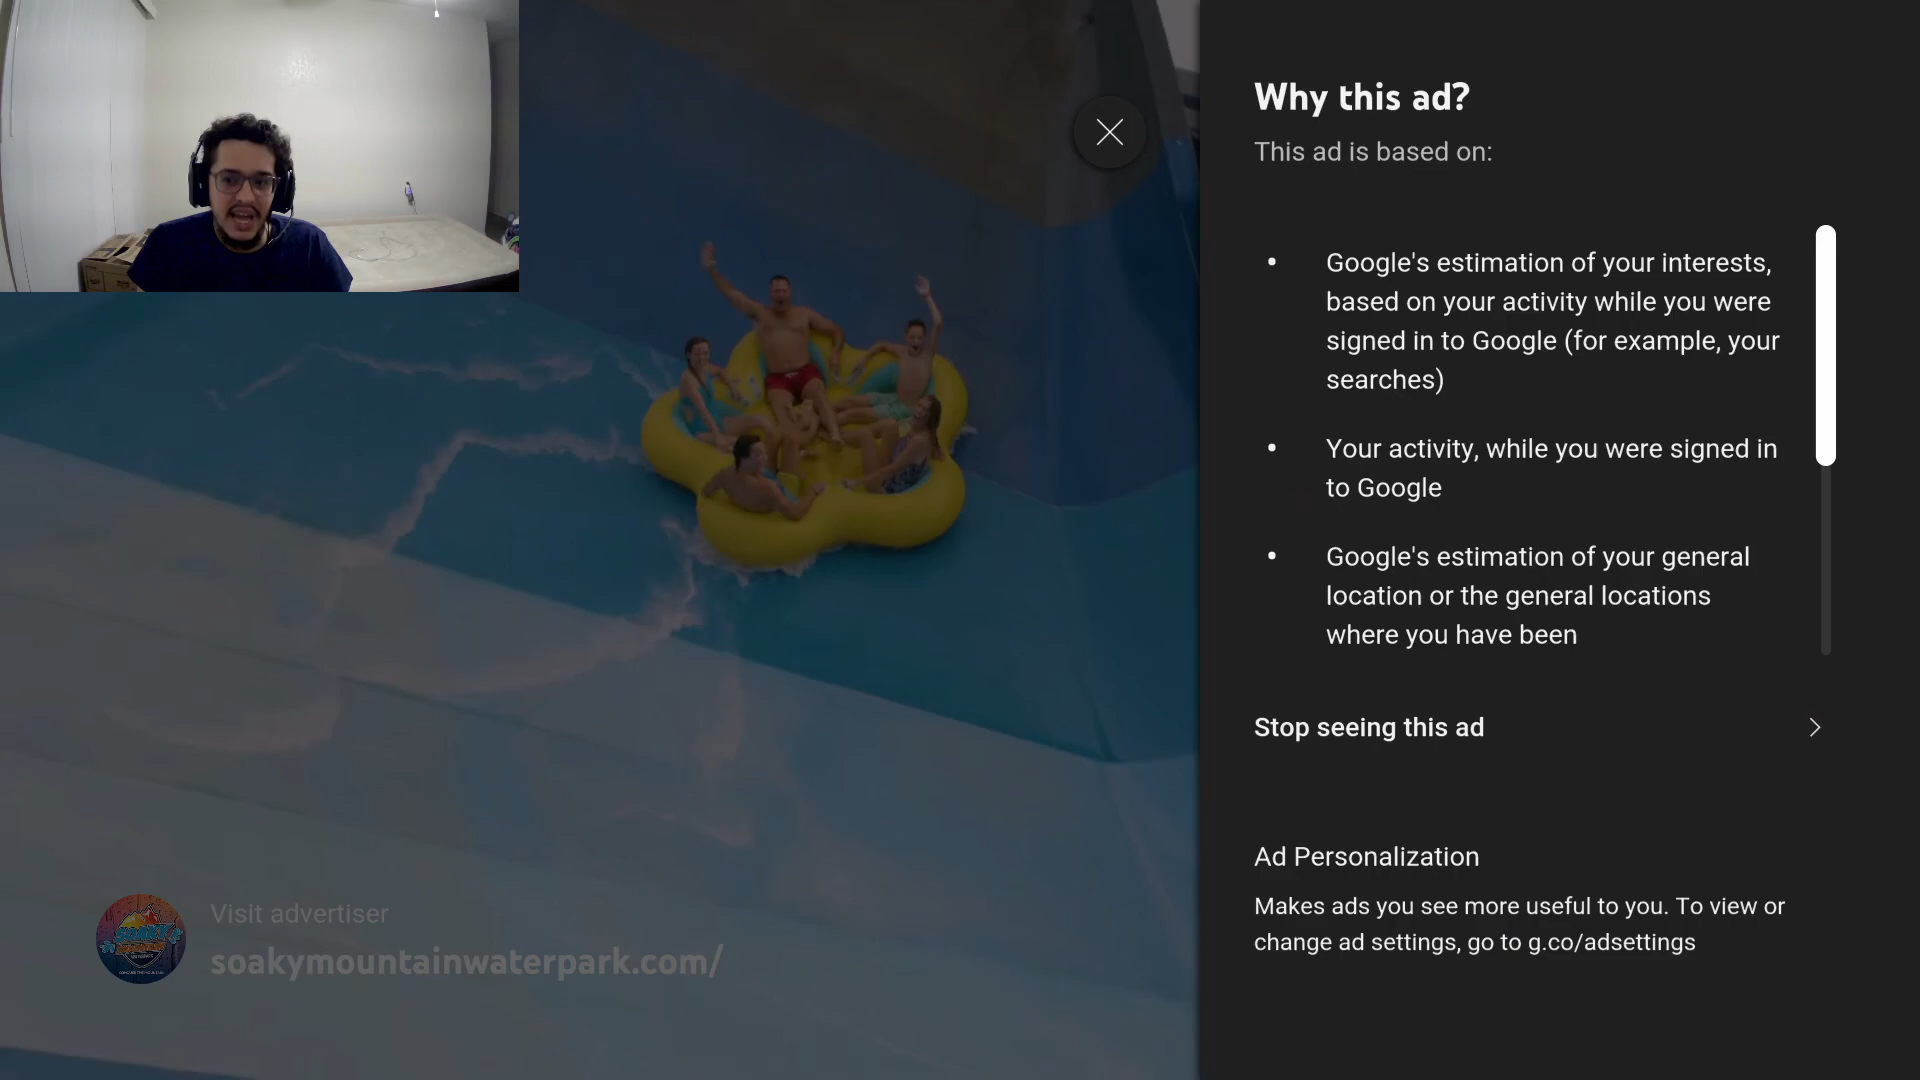 Why this ad?
This ad is based on:
• Google's estimation of your interests,
based on your activity while you were
signed in to Google (for example, your
searches)
• Your activity, while you were signed in
to Google
• Google's estimation of your general
location or the general locations
where you have been
Stop seeing this ad
Ad Personalization
Makes ads you see more useful to you. To view or
change ad settings, go to g.co/adsettings
Visit advertiser
soakymountainwaterpark.com/
SOAKY